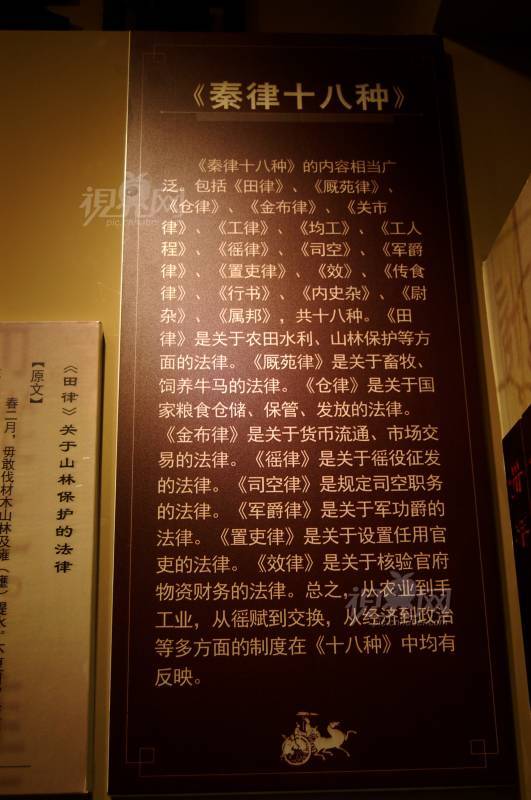 《秦律十八种》
《秦律十八种》的内容相当广
泛。包括《田律》、《厩苑律》、
《仓律》、《金布律》、《关市
律》、《工律》、《均工》、《工人
程》、《徭律》、《司空》、《军爵
律》、《置吏律》、《效》、《传食
律》、《行书》、《内史杂》、《尉
杂》、《属邦》，共十八种。《田
律》是关于农田水利、山林保护等方
面的法律。《厩苑律》是关于畜牧、
饲养牛马的法律。《仓律》是关于国
家粮食仓储、保管、发放的法律。
《金布律》是关于货币流通、市场交
易的法律。《徭律》是关于徭役征发
的法律。《司空律》是规定司空职务
的法律。《军爵律》是关于军功爵的
法律。《置吏律》是关于设置任用官
吏的法律。《效律》是关于核验官府
物资财务的法律。总之，从农业到手
工业，从徭赋到交换，从经济到政治
等多方面的制度在《十八种》中均有
反映。
《田律》关于山林保护的法律
【原文】
春二月，毋敢伐材木山林及雍（壅）隄水。
視覺网
視覺网